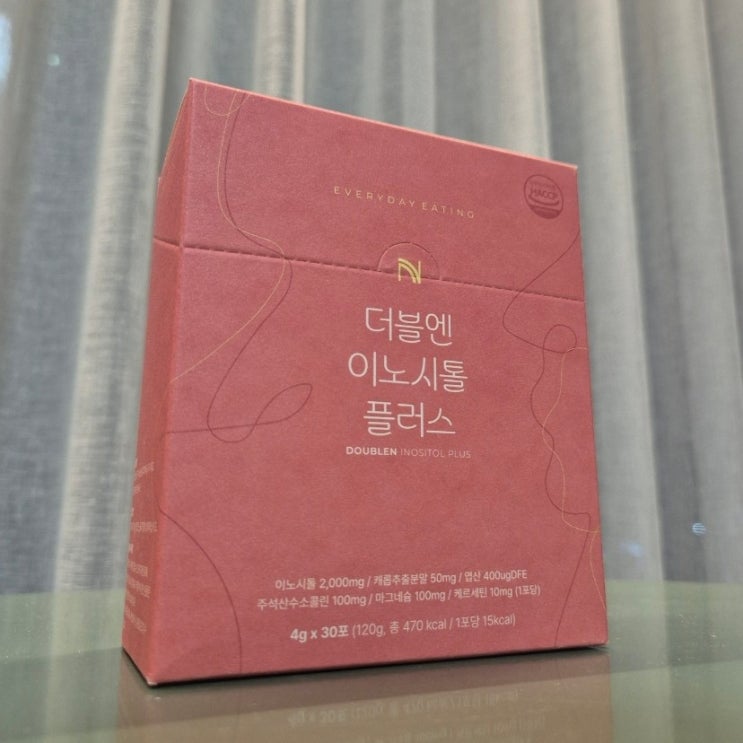 EVERYDAY EATING
HACCP
더블엔
이노시톨
플러스
DOUBLEN INOSITOL PLUS
이노시톨 2,000mg / 캐롭추출분말 50mg / 엽산 400ugDFE
주석산수소콜린 100mg / 마그네슘 100mg / 케르세틴 10mg (1포당)
4g x 30포 (120g, 총 470 kcal / 1포당 15kcal)